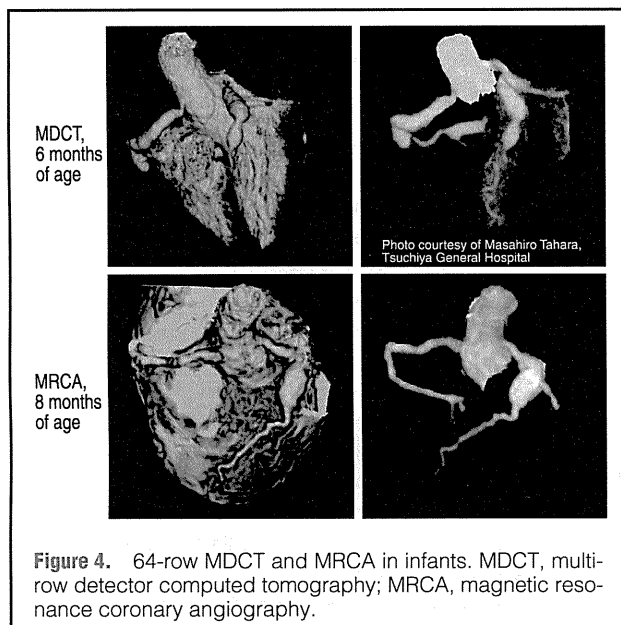 MDCT,
6 months
of age
Photo courtesy of Masahiro Tahara,
Tsuchiya General Hospital
MRCA,
8 months
of age
Figure 4. 64-row MDCT and MRCA in infants. MDCT, multi-
row detector computed tomography; MRCA, magnetic reso-
nance coronary angiography.